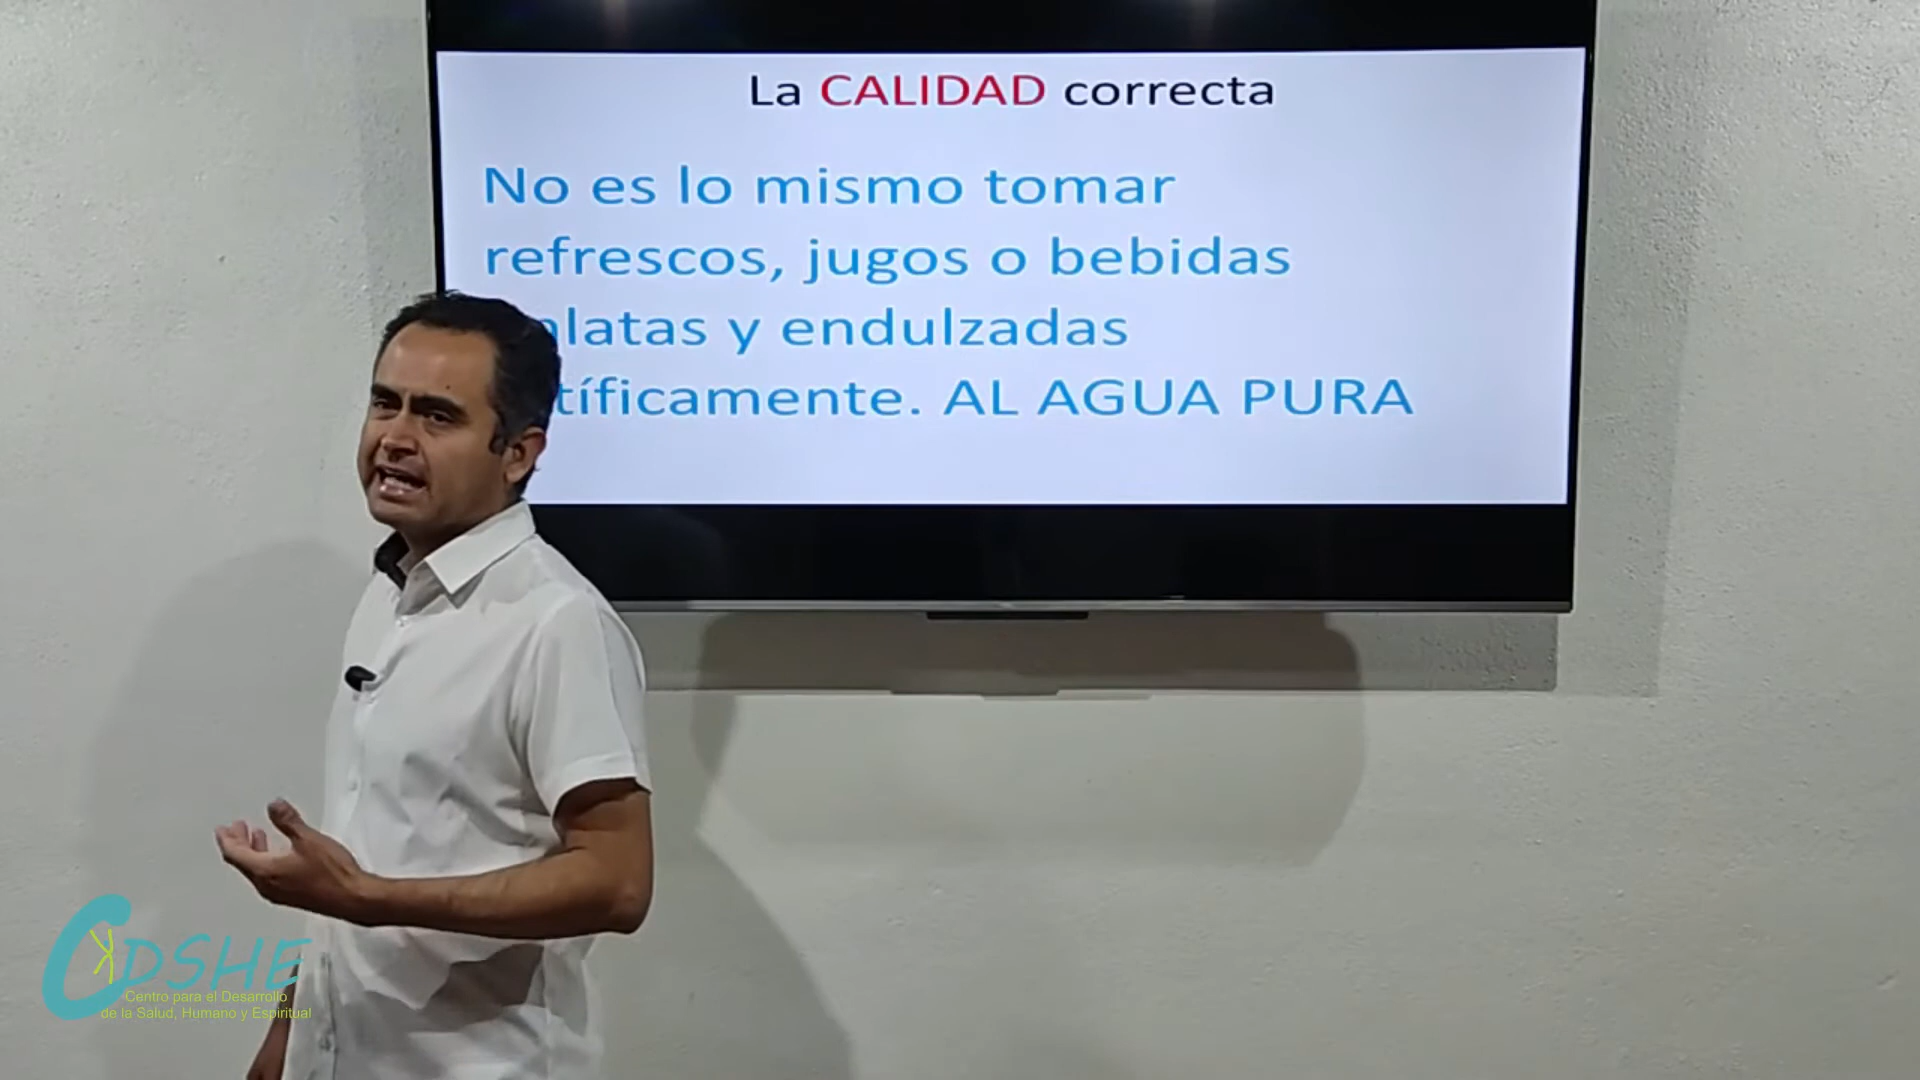 La CALIDAD correcta
No es lo mismo tomar
refrescos, jugos o bebidas
y endulzadas
AL AGUA PURA
CDSHE
Centro para el Desarrollo
de la Salud, Humano y Espiritual